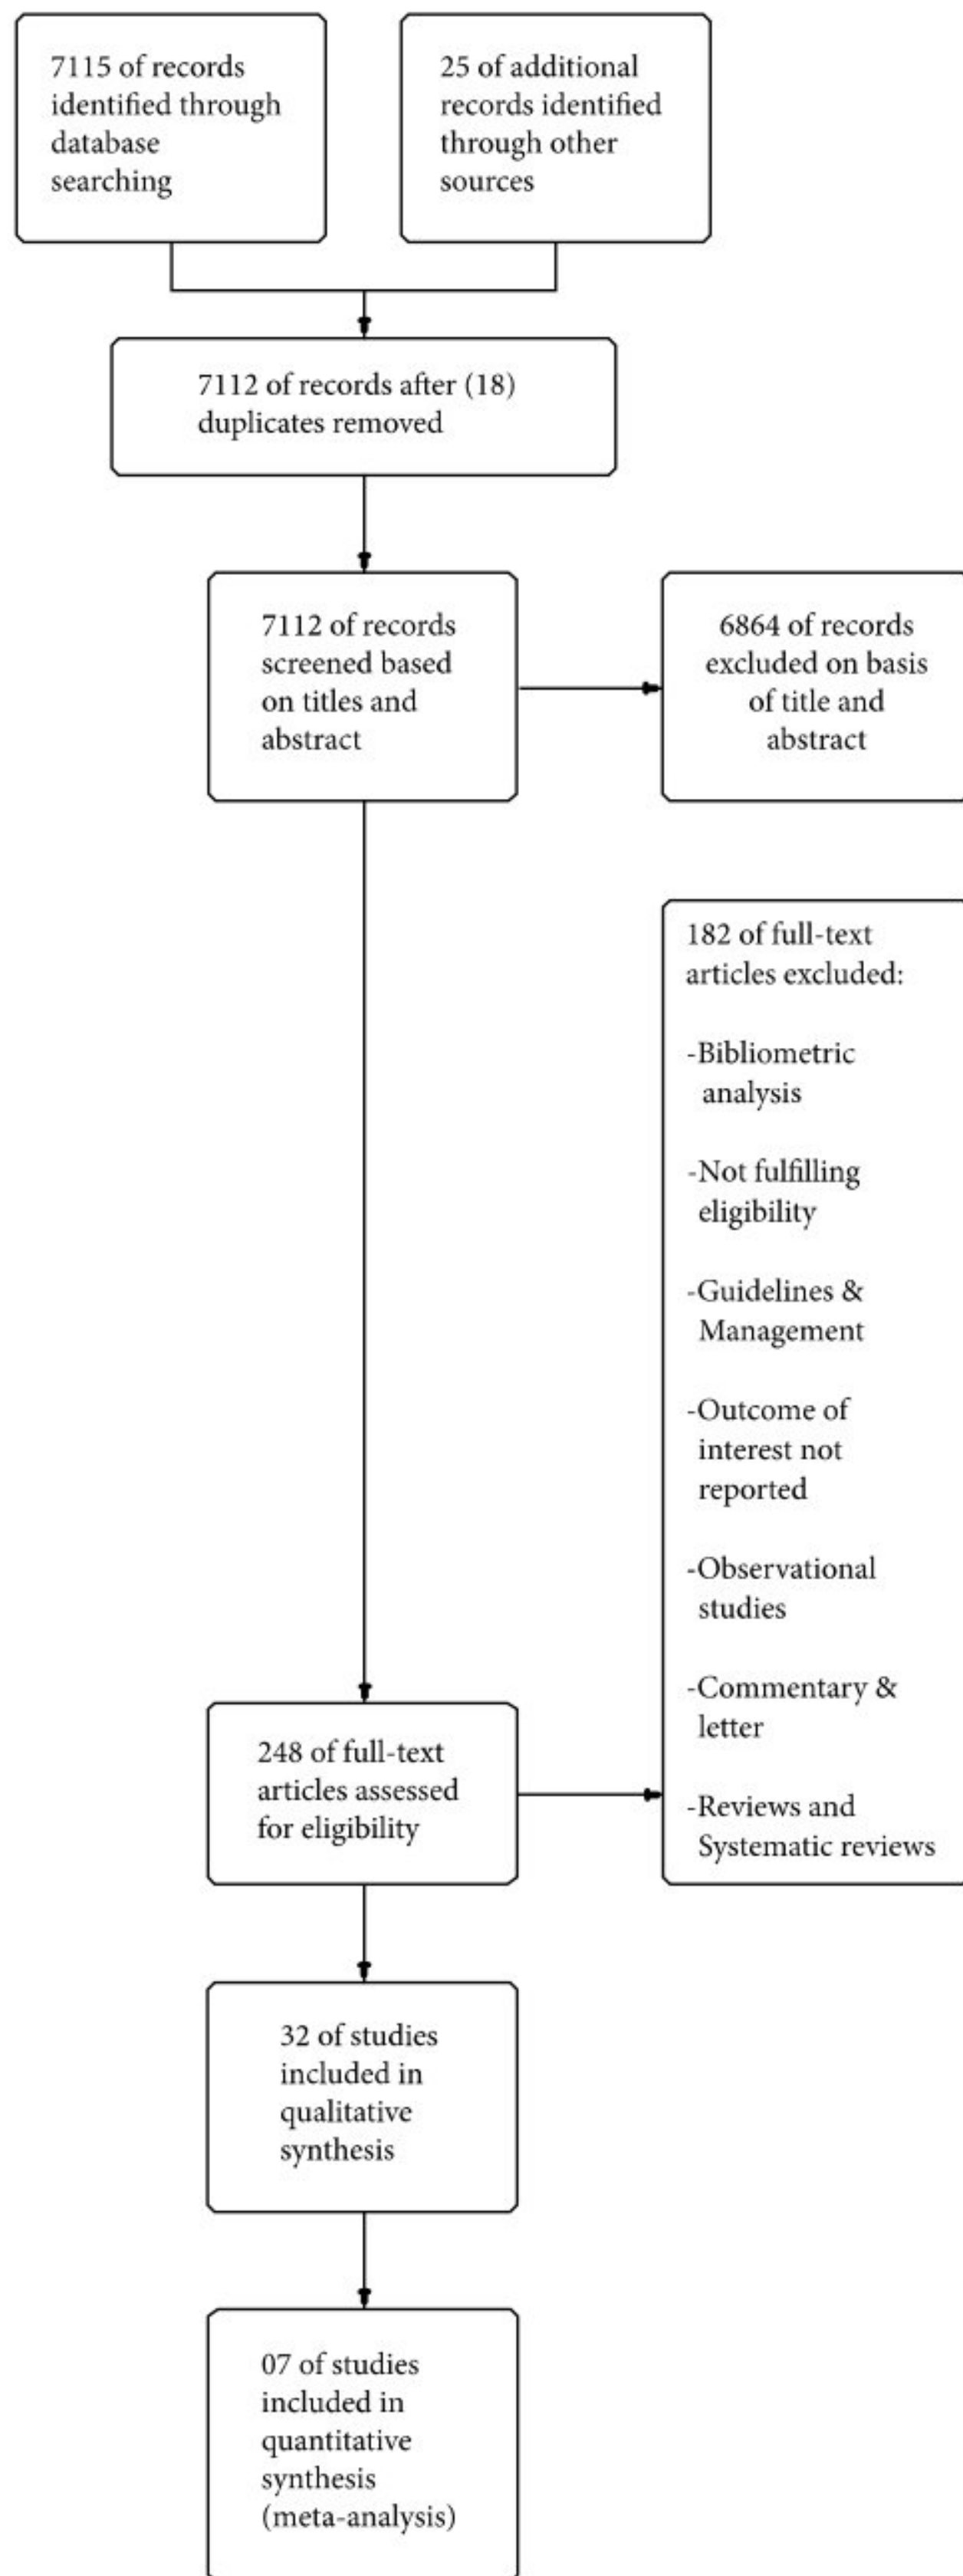 7115 of records
identified through
database
searching
25 of additional
records identified
through other
sources
7112 of records after (18)
duplicates removed
7112 of records
screened based
on titles and
abstract
6864 of records
excluded on basis
of title and
abstract
182 of full-text
articles excluded:
-Bibliometric
analysis
-Not fulfilling
eligibility
-Guidelines &
Management
-Outcome of
interest not
reported
-Observational
studies
-Commentary &
letter
-Reviews and
Systematic reviews
248 of full-text
articles assessed
for eligibility
32 of studies
included in
qualitative
synthesis
07 of studies
included in
quantitative
synthesis
(meta-analysis)